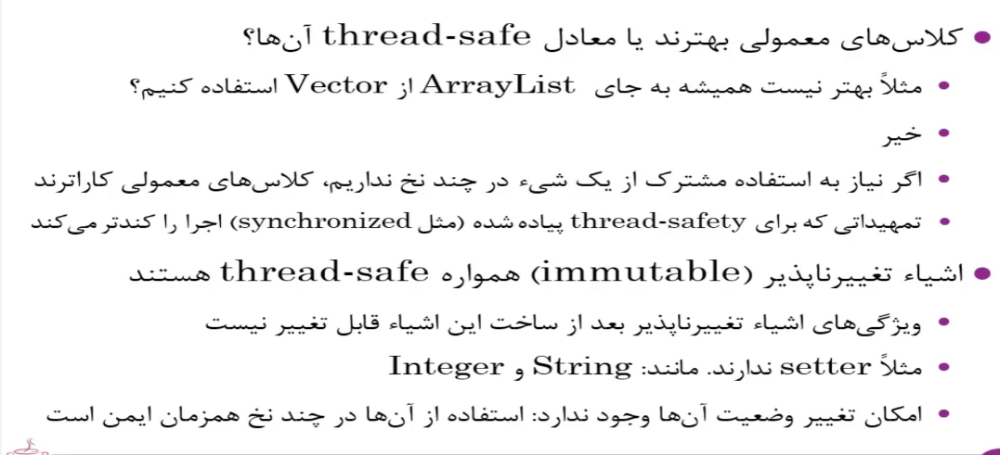 کلاس‌های معمولی بهترند یا معادل thread-safe آن‌ها؟
مثلاً بهتر نیست همیشه به جای ArrayList از Vector استفاده کنیم؟
خیر
اگر نیاز به استفاده مشترک از یک شیء در چند نخ نداریم، کلاس‌های معمولی کاراترند
تمهیداتی که برای thread-safety پیاده شده (مثل synchronized) اجرا را کندتر می‌کند
اشیاء تغییرناپذیر (immutable) همواره thread-safe هستند
ویژگی‌های اشیاء تغییرناپذیر بعد از ساخت این اشیاء قابل تغییر نیست
مثلاً setter ندارند. مانند: String و Integer
امکان تغییر وضعیت آن‌ها وجود ندارد: استفاده از آن‌ها در چند نخ همزمان ایمن است